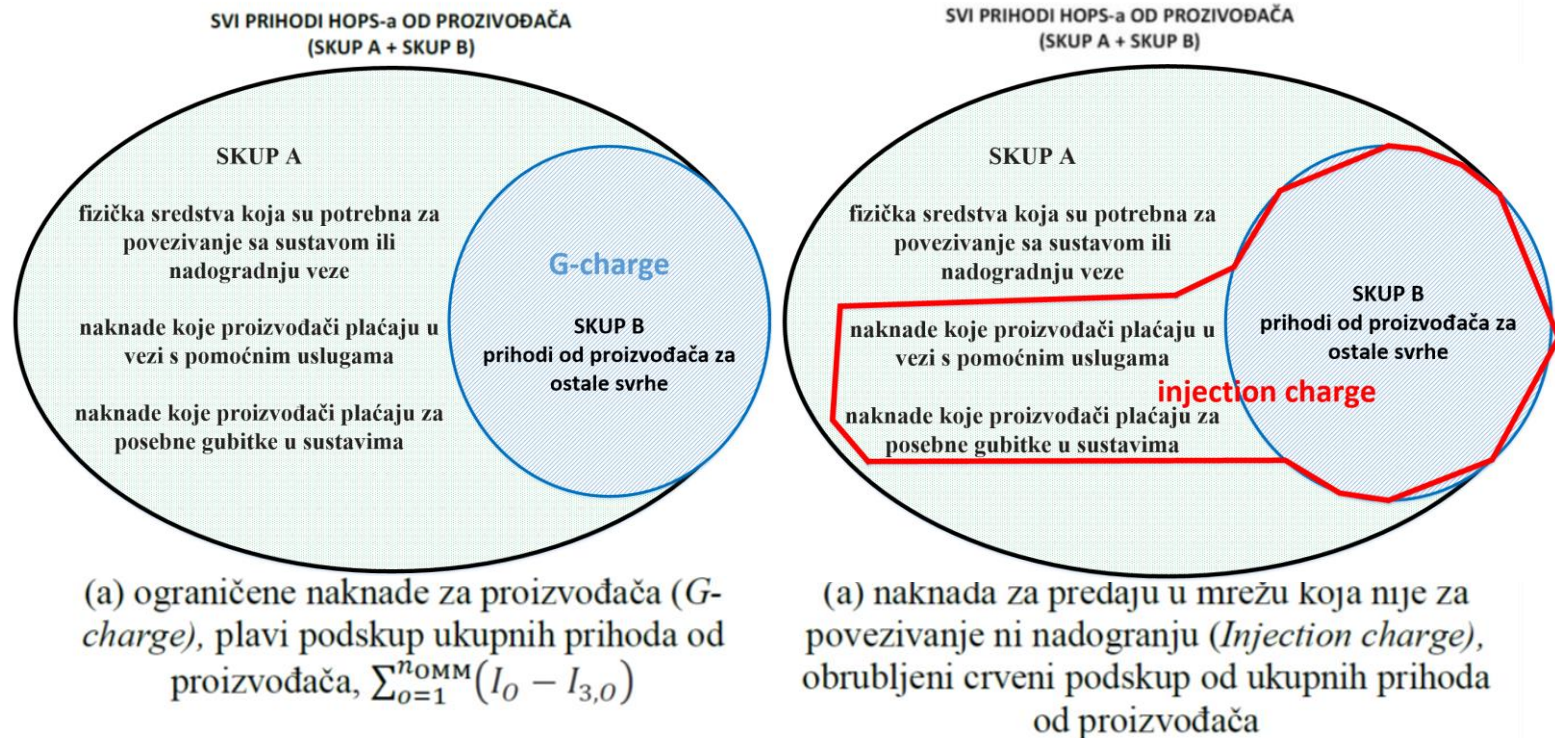 SVI PRIHODI HOPS-a OD PROZIVOĐAČA
(SKUP A + SKUP B)
SKUP A
fizička sredstva koja su potrebna za
povezivanje sa sustavom ili
nadogradnju veze
naknade koje proizvođači plaćaju u
vezi s pomoćnim uslugama
naknade koje proizvođači plaćaju za
posebne gubitke u sustavima
G-charge
SKUP B
prihodi od proizvođača za
ostale svrhe
(a) ograničene naknade za proizvođača (G-
charge), plavi podskup ukupnih prihoda od
proizvođača, ∑_{o=1}^{n_{OMM}}(I_O − I_{3,O})
SVI PRIHODI HOPS-a OD PROZIVOĐAČA
(SKUP A + SKUP B)
SKUP A
fizička sredstva koja su potrebna za
povezivanje sa sustavom ili
nadogradnju veze
naknade koje proizvođači plaćaju u
vezi s pomoćnim uslugama
injection charge
naknade koje proizvođači plaćaju za
posebne gubitke u sustavima
SKUP B
prihodi od proizvođača za
ostale svrhe
(a) naknada za predaju u mrežu koja nije za
povezivanje ni nadogranju (Injection charge),
obrubljeni crveni podskup od ukupnih prihoda
od proizvođača